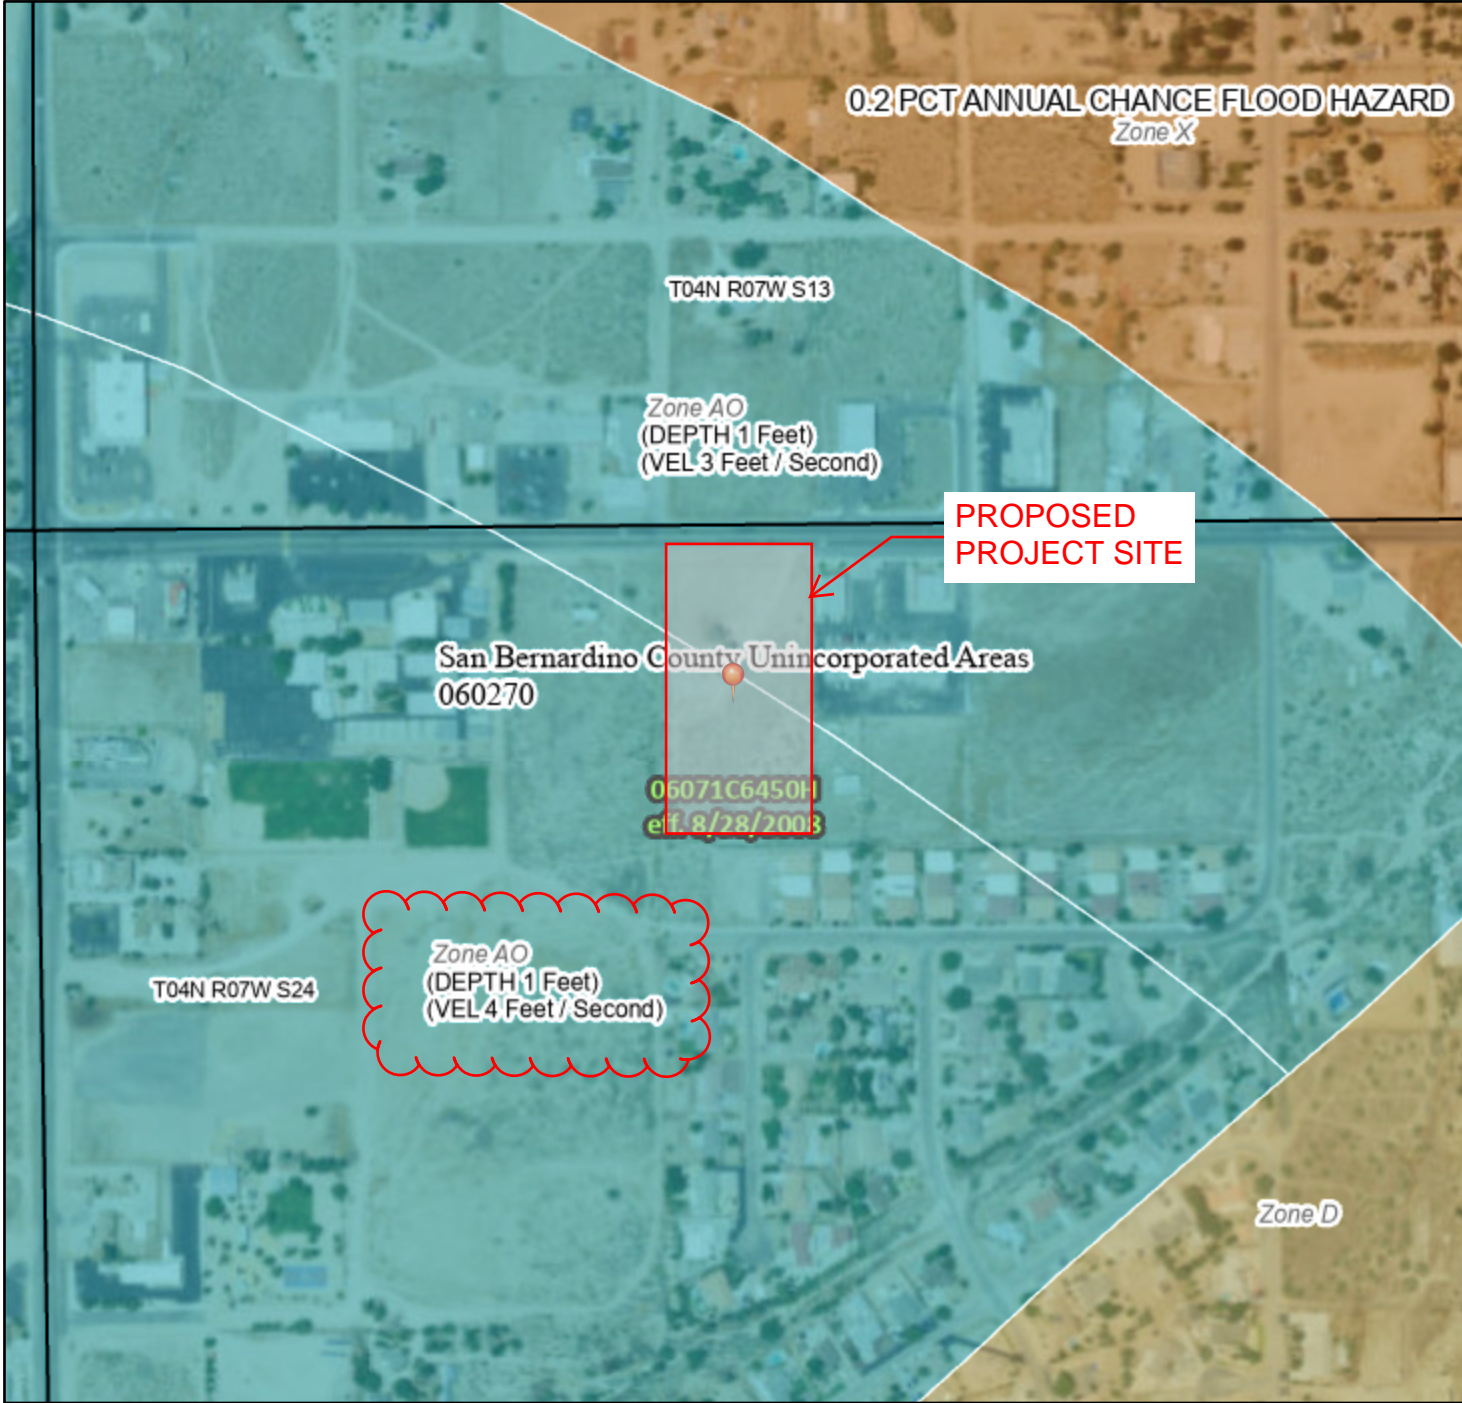 0.2 PCT ANNUAL CHANCE FLOOD HAZARD
Zone X
T04N R07W S13
Zone AO
(DEPTH 1 Feet)
(VEL 3 Feet / Second)
PROPOSED
PROJECT SITE
San Bernardino County Unincorporated Areas
060270
06071C6450H
eff. 8/28/2008
Zone AO
(DEPTH 1 Feet)
(VEL 4 Feet / Second)
T04N R07W S24
Zone D